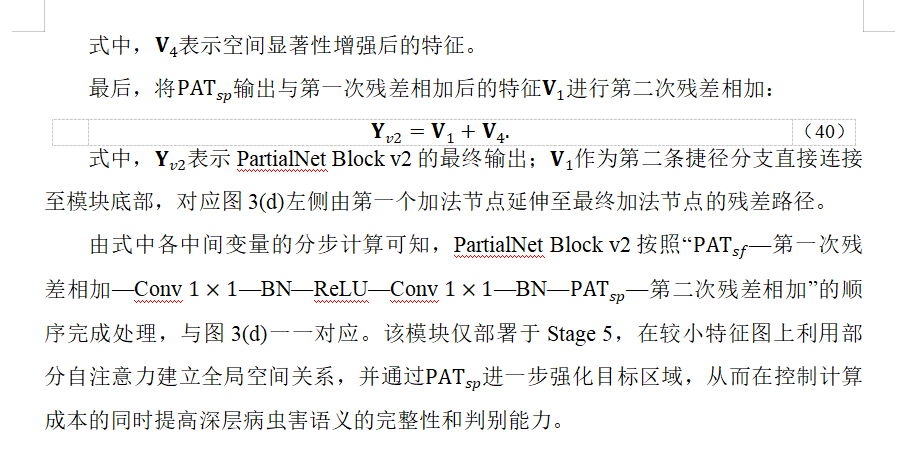 式中，V₄表示空间显著性增强后的特征。
最后，将PATₛₚ输出与第一次残差相加后的特征V₁进行第二次残差相加：
Yᵥ₂ = V₁ + V₄. （40）
式中，Yᵥ₂表示 PartialNet Block v2 的最终输出；V₁作为第二条捷径分支直接连接
至模块底部，对应图 3(d)左侧由第一个加法节点延伸至最终加法节点的残差路径。
由式中各中间变量的分步计算可知，PartialNet Block v2 按照“PAT_sf—第一次残
差相加—Conv 1 × 1—BN—ReLU—Conv 1 × 1—BN—PATₛₚ—第二次残差相加”的顺
序完成处理，与图 3(d)一一对应。该模块仅部署于 Stage 5，在较小特征图上利用部
分自注意力建立全局空间关系，并通过PATₛₚ进一步强化目标区域，从而在控制计算
成本的同时提高深层病虫害语义的完整性和判别能力。